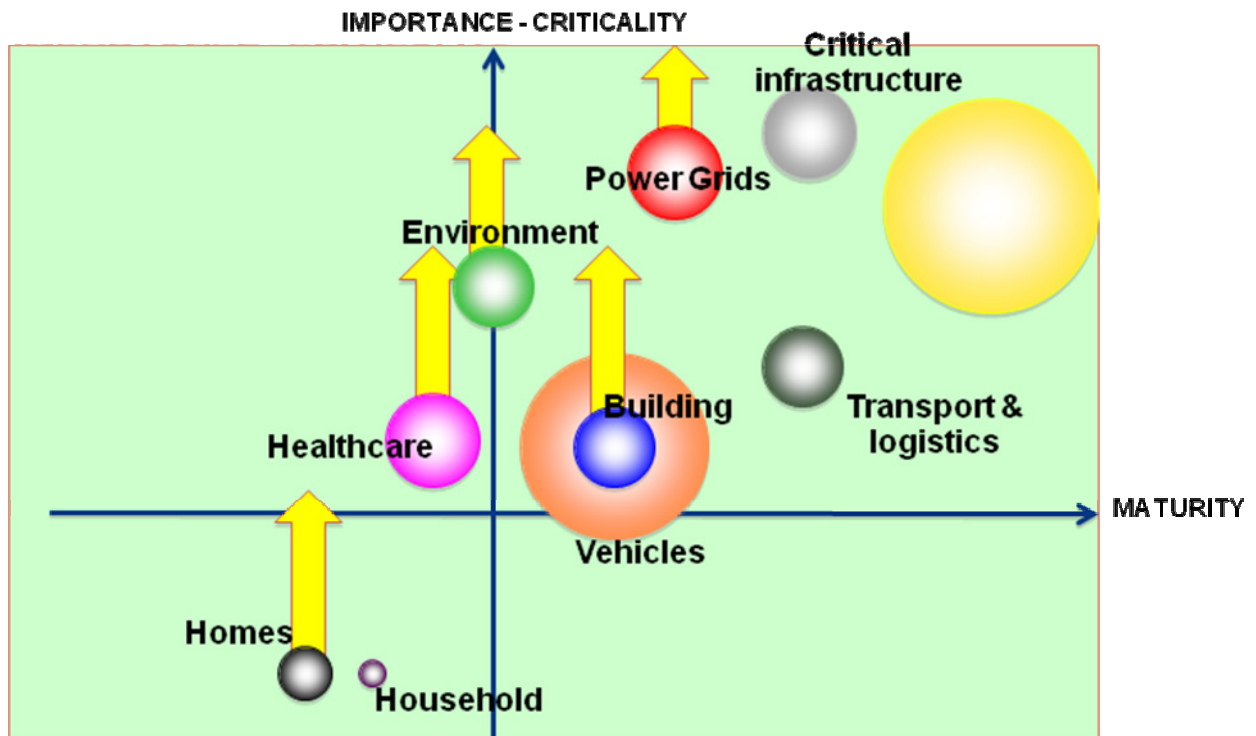 IMPORTANCE - CRITICALITY
Critical
infrastructure
Power Grids
Environment
Building
Transport &
logistics
Healthcare
MATURITY
Vehicles
Homes
Household